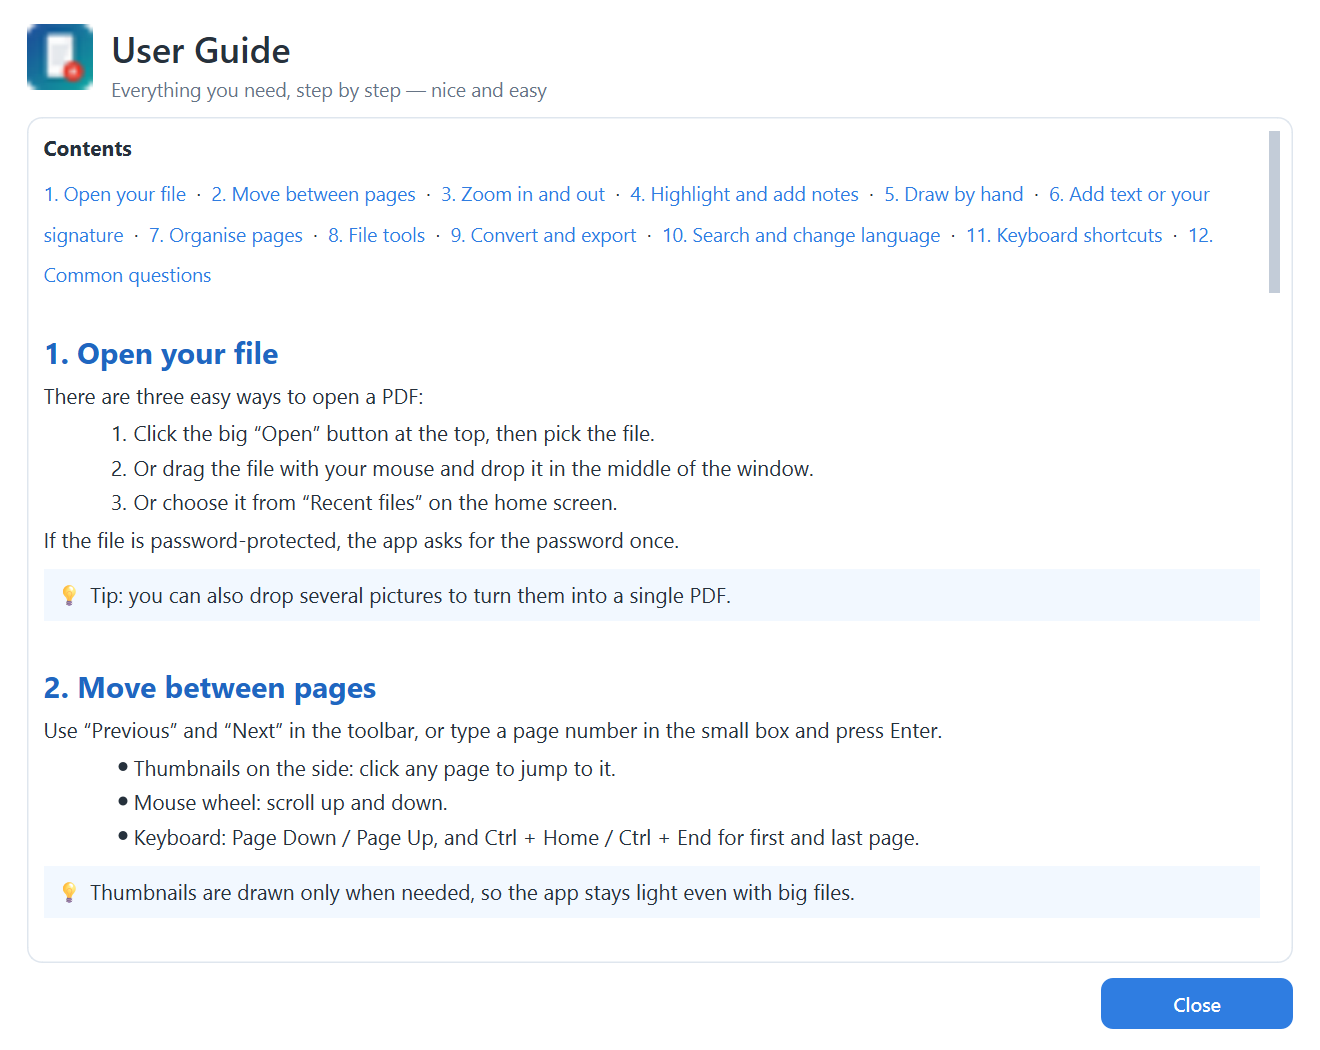 User Guide
Everything you need, step by step — nice and easy
Contents
1. Open your file · 2. Move between pages · 3. Zoom in and out · 4. Highlight and add notes · 5. Draw by hand · 6. Add text or your
signature · 7. Organise pages · 8. File tools · 9. Convert and export · 10. Search and change language · 11. Keyboard shortcuts · 12.
Common questions
1. Open your file
There are three easy ways to open a PDF:
1. Click the big “Open” button at the top, then pick the file.
2. Or drag the file with your mouse and drop it in the middle of the window.
3. Or choose it from “Recent files” on the home screen.
If the file is password-protected, the app asks for the password once.
💡 Tip: you can also drop several pictures to turn them into a single PDF.
2. Move between pages
Use “Previous” and “Next” in the toolbar, or type a page number in the small box and press Enter.
• Thumbnails on the side: click any page to jump to it.
• Mouse wheel: scroll up and down.
• Keyboard: Page Down / Page Up, and Ctrl + Home / Ctrl + End for first and last page.
💡 Thumbnails are drawn only when needed, so the app stays light even with big files.
Close